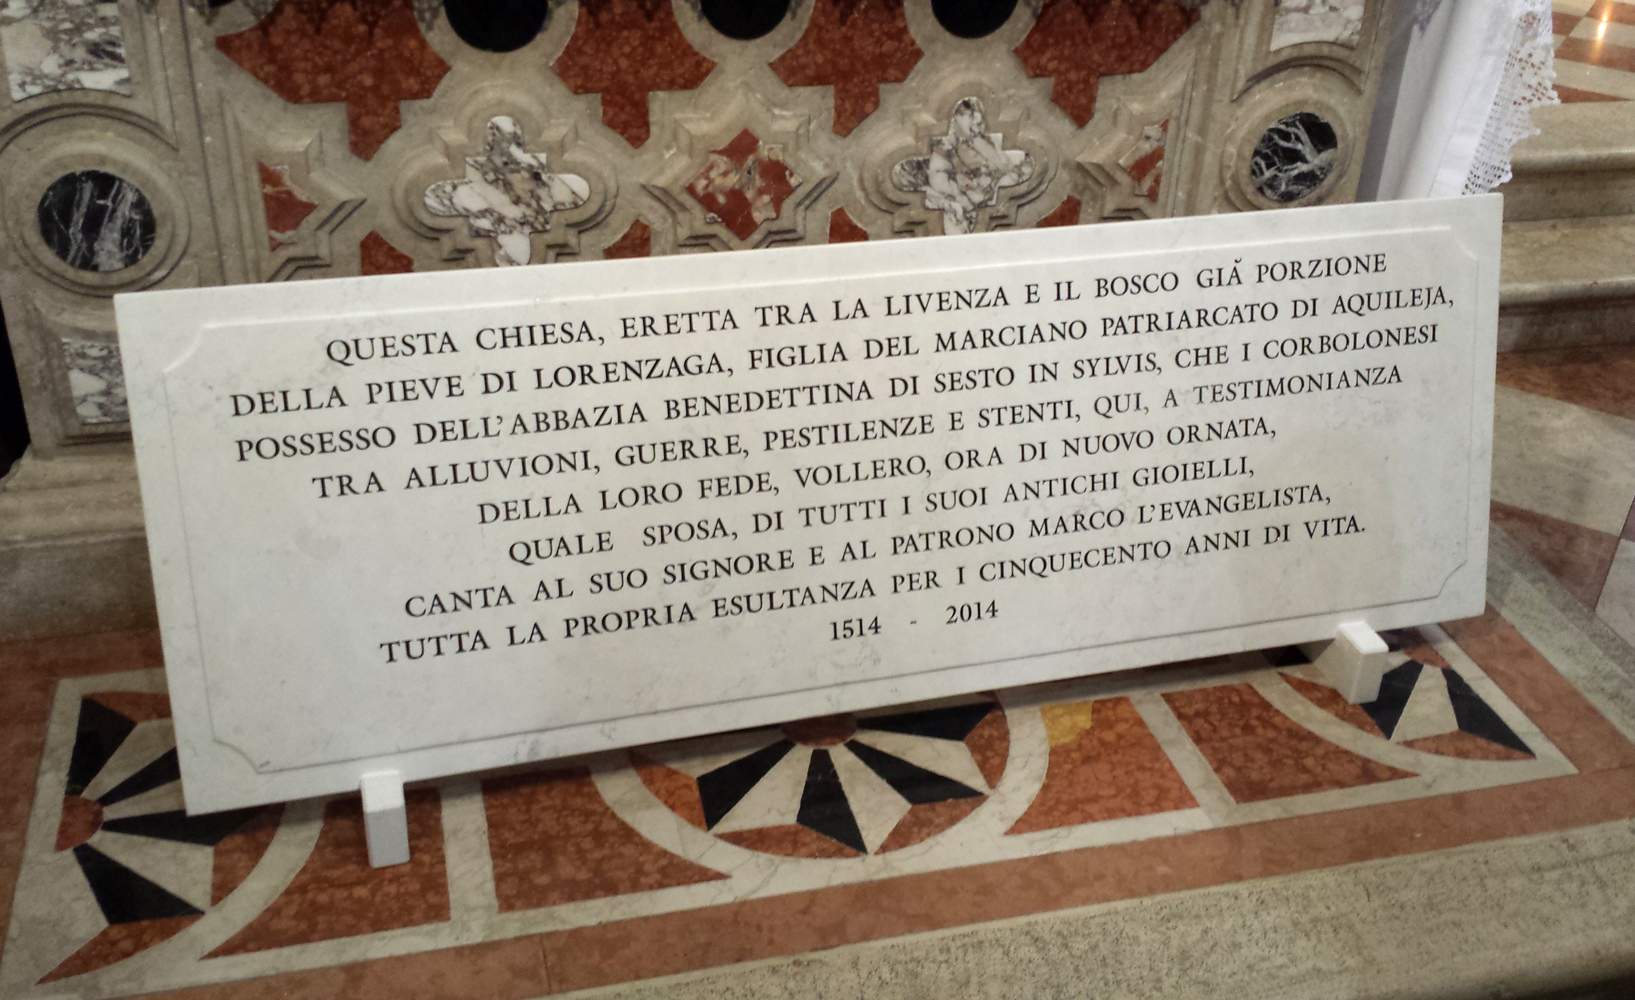 QUESTA CHIESA, ERETTA TRA LA LIVENZA E IL BOSCO GIĂ PORZIONE
DELLA PIEVE DI LORENZAGA, FIGLIA DEL MARCIANO PATRIARCATO DI AQUILEJA,
POSSESSO DELL'ABBAZIA BENEDETTINA DI SESTO IN SYLVIS, CHE I CORBOLONESI
TRA ALLUVIONI, GUERRE, PESTILENZE E STENTI, QUI, A TESTIMONIANZA
DELLA LORO FEDE, VOLLERO, ORA DI NUOVO ORNATA,
QUALE SPOSA, DI TUTTI I SUOI ANTICHI GIOIELLI,
CANTA AL SUO SIGNORE E AL PATRONO MARCO L'EVANGELISTA,
TUTTA LA PROPRIA ESULTANZA PER I CINQUECENTO ANNI DI VITA.
1514 - 2014